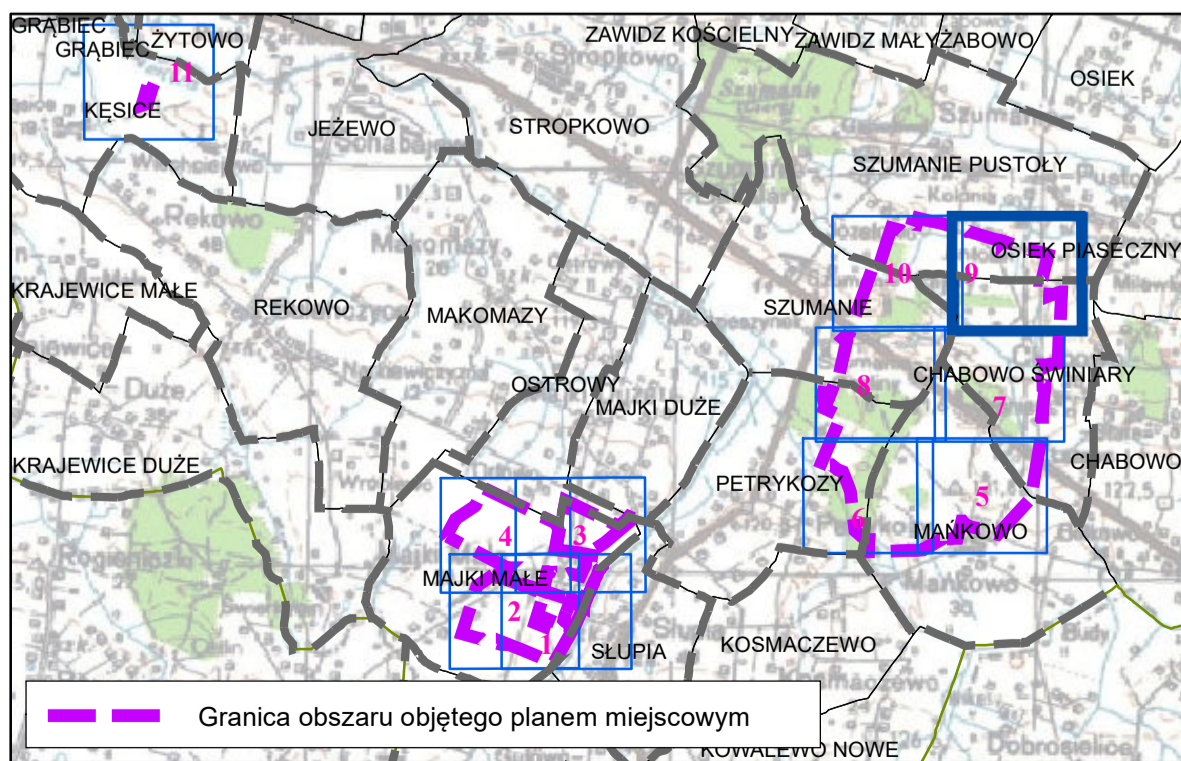 GRĄBIEC
GRĄBIEC
ŻYTOWO
11
KĘSICE
ZAWIDZ KOŚCIELNY
ZAWIDZ MAŁY
ŻABOWO
OSIEK
JEŻEWO
STROPKOWO
SZUMANIE PUSTOŁY
OSIEK PIASECZNY
10
9
KRAJEWICE MAŁE
REKOWO
MAKOMAZY
SZUMANIE
OSTROWY
MAJKI DUŻE
8
CHABOWO ŚWINIARY
7
KRAJEWICE DUŻE
PETRYKOZY
CHABOWO
5
6
MAŃKOWO
4
3
MAJKI MAŁE
2
1
SŁUPIA
KOSMACZEWO
Granica obszaru objętego planem miejscowym
KOWALEWO NOWE
Dobrosielice